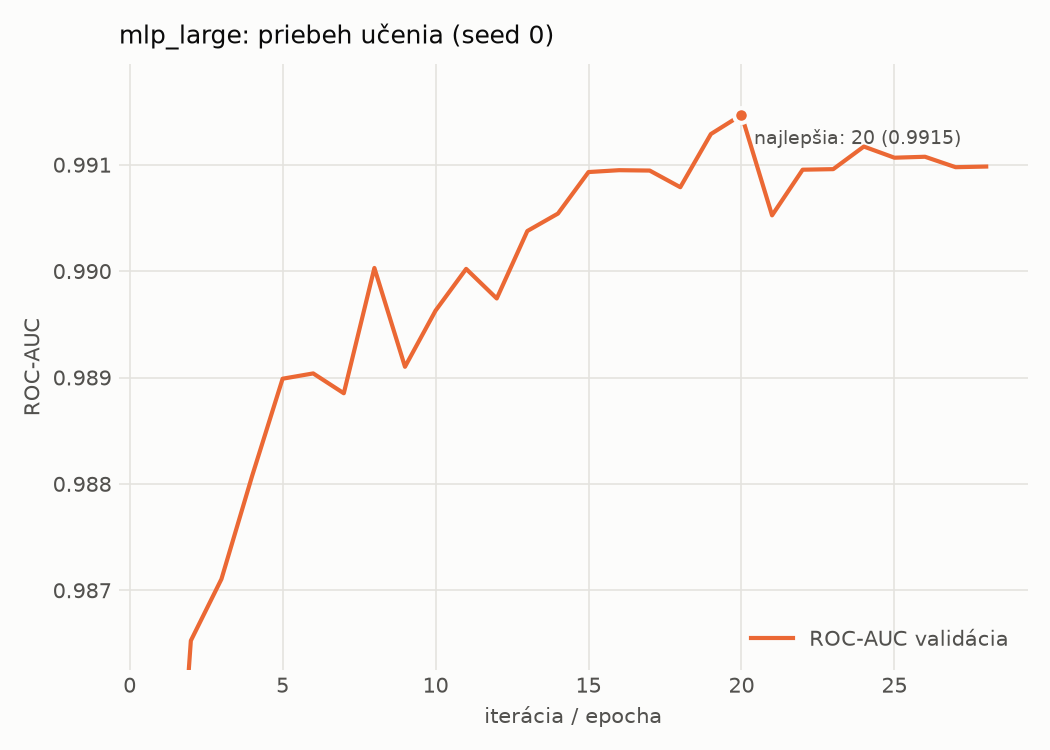 mlp_large: priebeh učenia (seed 0)
najlepšia: 20 (0.9915)
0.991
0.990
0.989
0.988
0.987
ROC-AUC
ROC-AUC validácia
0 5 10 15 20 25
iterácia / epocha